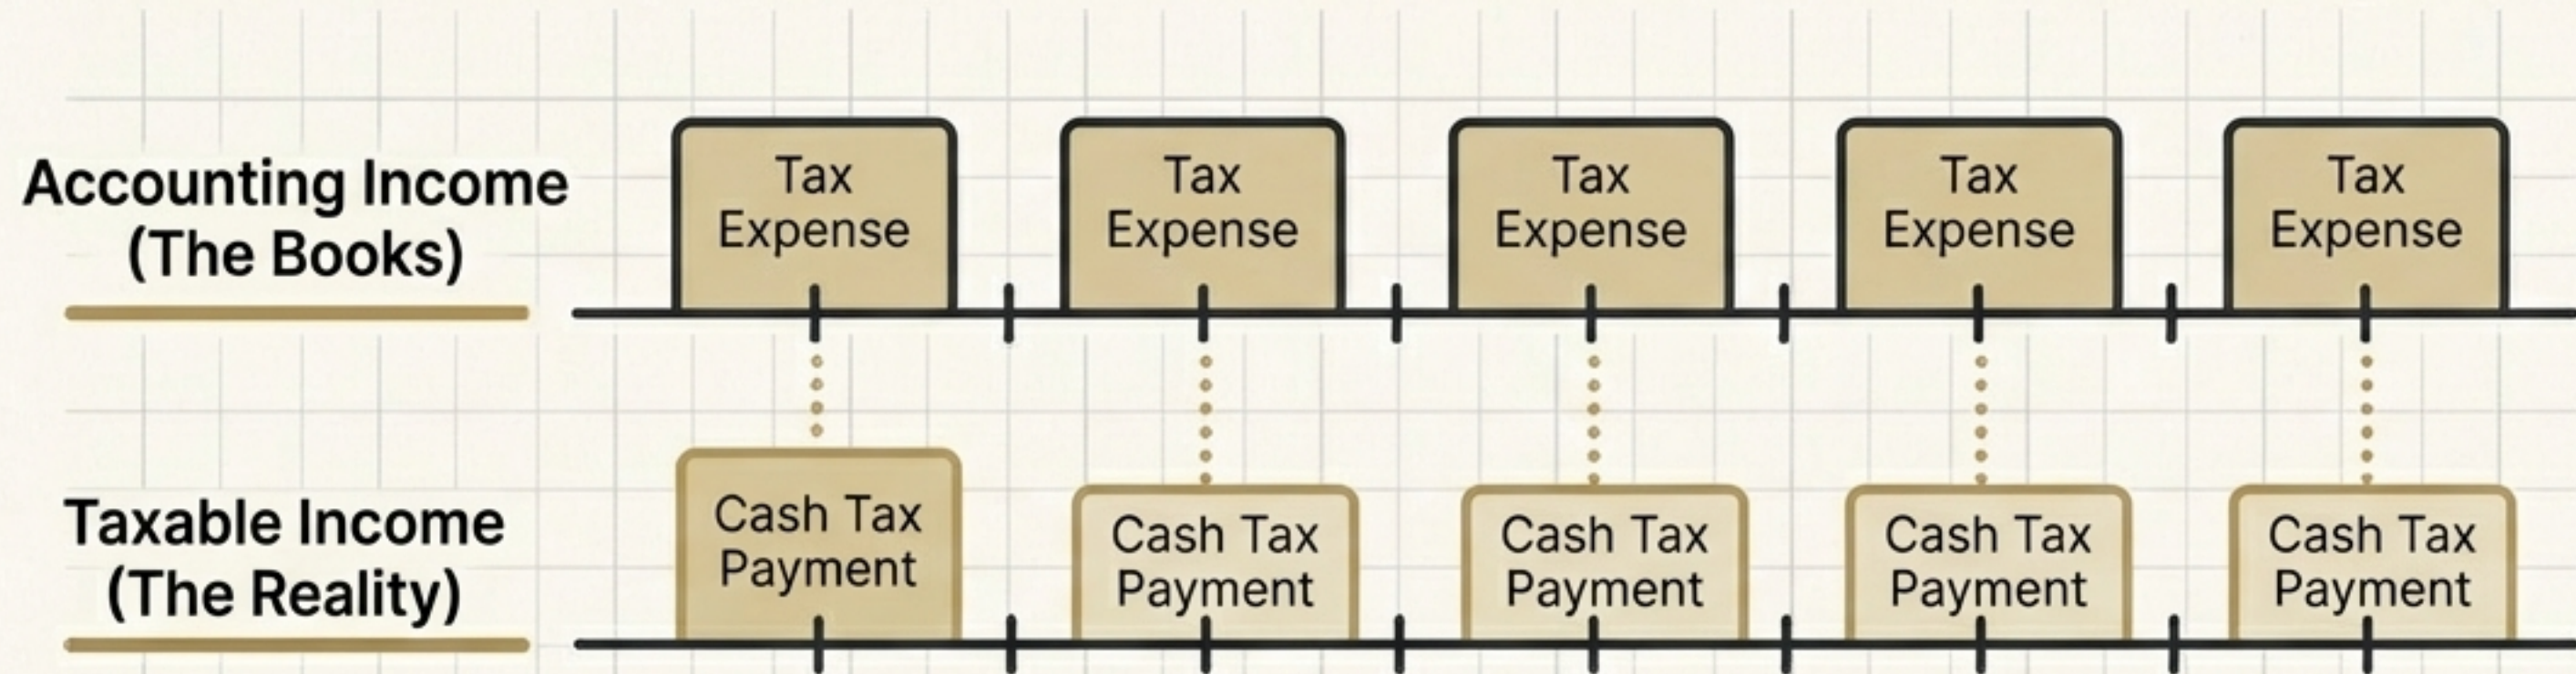 Accounting Income
(The Books)
Tax
Expense
Tax
Expense
Tax
Expense
Tax
Expense
Tax
Expense
Taxable Income
(The Reality)
Cash Tax
Payment
Cash Tax
Payment
Cash Tax
Payment
Cash Tax
Payment
Cash Tax
Payment